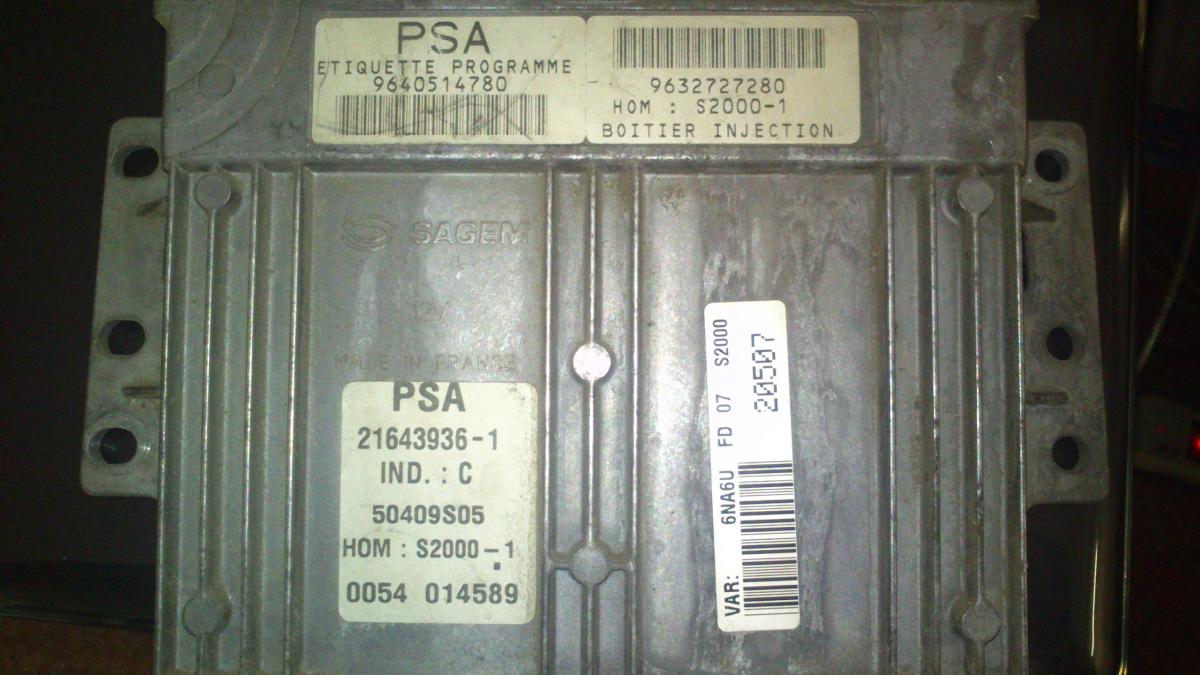 PSA
ETIQUETTE PROGRAMME
9640514780
9632727280
HOM : S2000-1
BOITIER INJECTION
SAGEM
12V
MADE IN FRANCE
PSA
21643936-1
IND. : C
50409S05
HOM : S2000-1
0054 014589
VAR: 6NA6U FD 07 S2000
20507